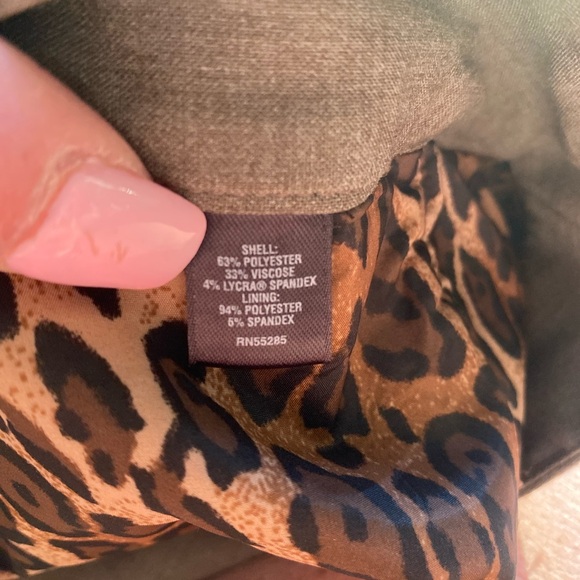 SHELL:
63% POLYESTER
33% VISCOSE
4% LYCRA® SPANDEX
LINING:
94% POLYESTER
6% SPANDEX
RN55285